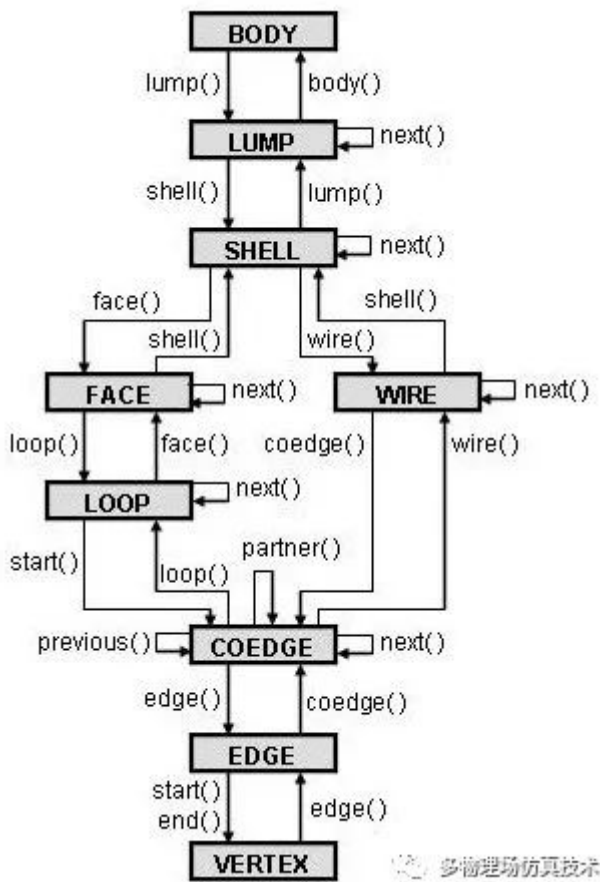 BODY
lump() body()
LUMP next()
shell() lump()
SHELL next()
face() shell()
shell() wire()
FACE next() WIRE next()
loop() face() coedge() wire()
LOOP next()
partner()
start() loop()
previous() COEDGE next()
edge() coedge()
EDGE
start()
end() edge()
VERTEX
多物理场仿真技术